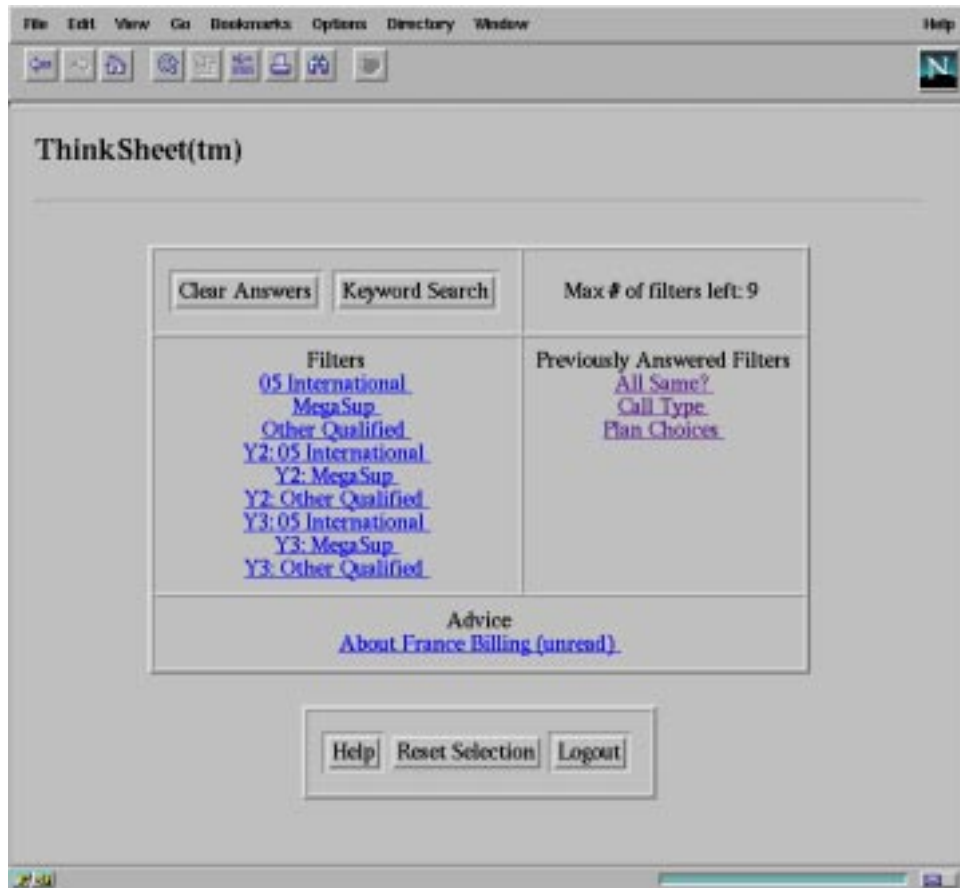 File Edit View Go Bookmarks Options Directory Window Help
N
ThinkSheet(tm)
Clear Answers Keyword Search Max # of filters left: 9
Filters
05 International
MegaSup
Other Qualified
Y2: 05 International
Y2: MegaSup
Y2: Other Qualified
Y3: 05 International
Y3: MegaSup
Y3: Other Qualified
Previously Answered Filters
All Same?
Call Type
Plan Choices
Advice
About France Billing (unread)
Help Reset Selection Logout